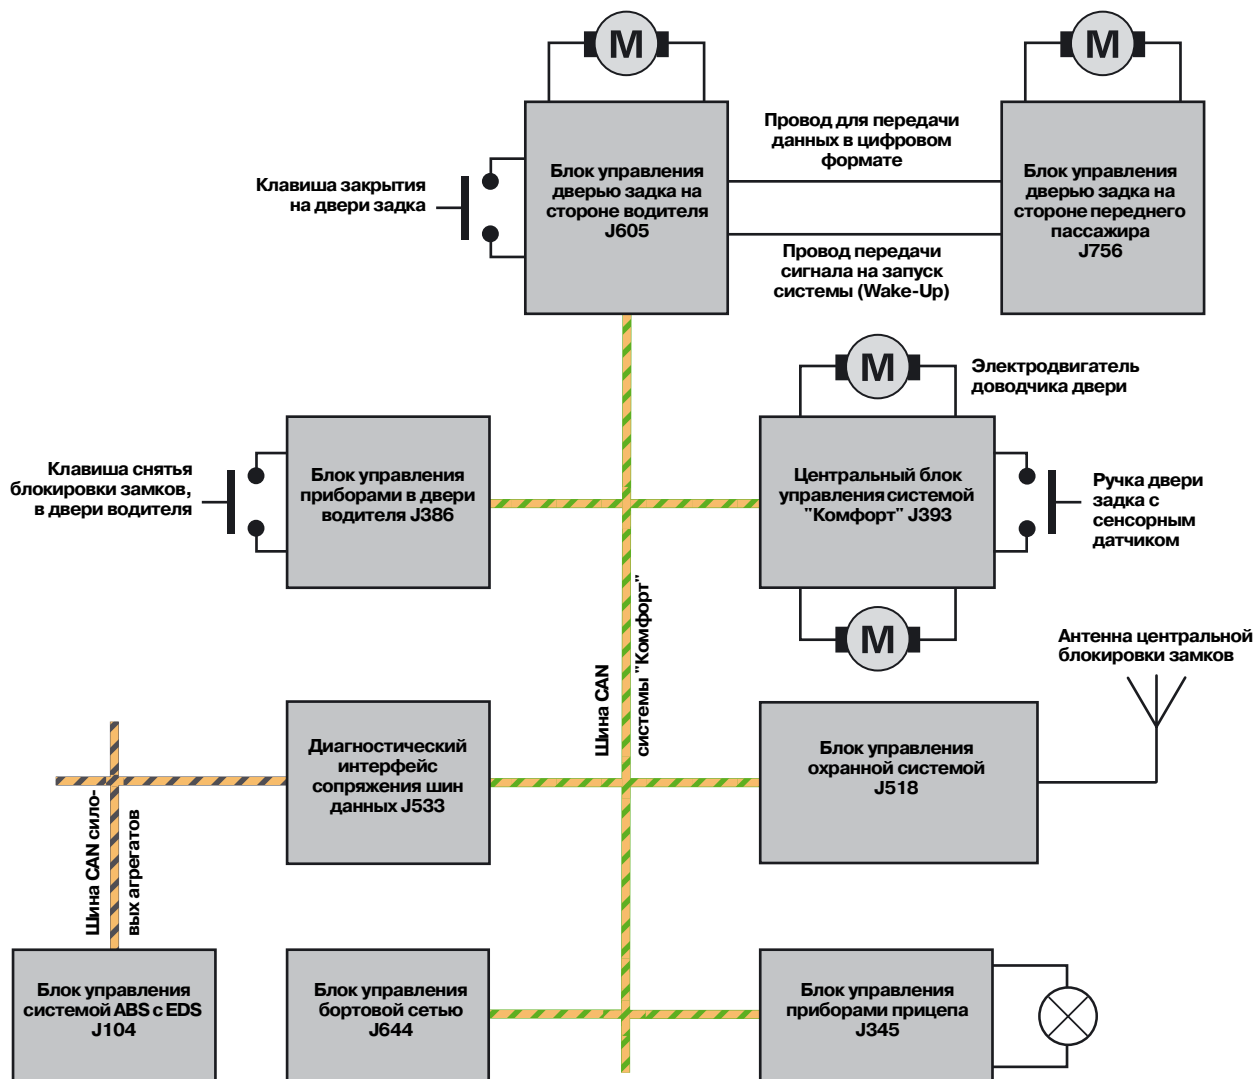 M
M
Провод для передачи
данных в цифровом
формате
Блок управления
дверью задка на
стороне водителя
J605
Блок управления
дверью задка на
стороне переднего
пассажира
J756
Клавиша закрытия
на двери задка
Провод передачи
сигнала на запуск
системы (Wake-Up)
M
Электродвигатель
доводчика двери
Клавиша снятья
блокировки замков,
в двери водителя
Блок управления
приборами в двери
водителя J386
Центральный блок
управления системой
"Комфорт" J393
Ручка двери
задка с
сенсорным
датчиком
M
Шина CAN
системы "Комфорт"
Антенна центральной
блокировки замков
Диагностический
интерфейс
сопряжения шин
данных J533
Блок управления
охранной системой
J518
Шина CAN сило-
вых агрегатов
Блок управления
системой ABS с EDS
J104
Блок управления
бортовой сетью
J644
Блок управления
приборами прицепа
J345